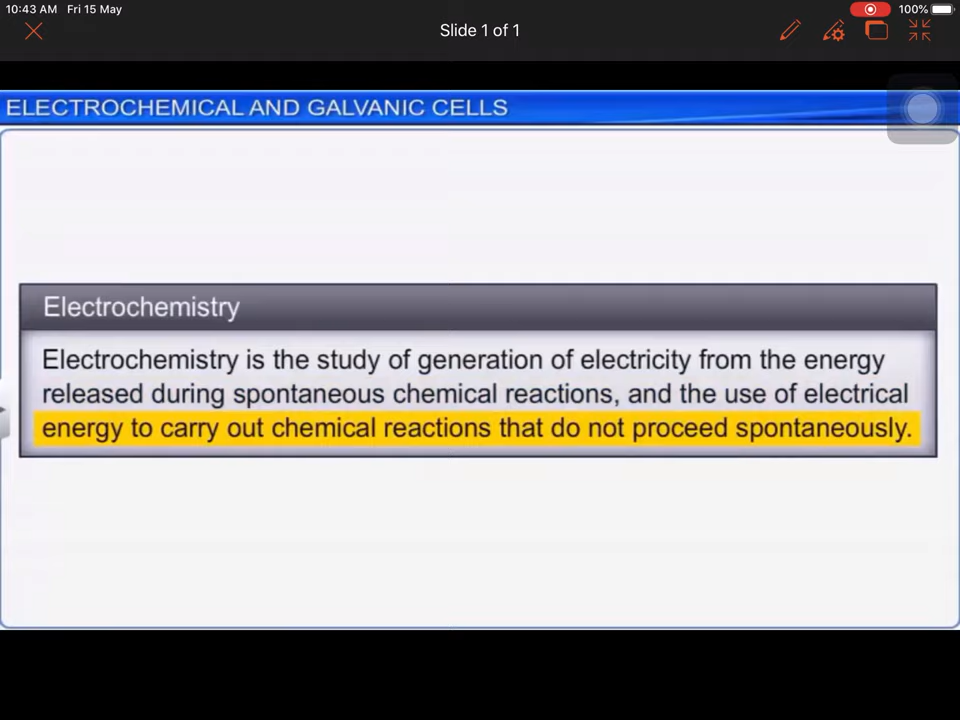 10:43 AM Fri 15 May
100%
Slide 1 of 1
ELECTROCHEMICAL AND GALVANIC CELLS
Electrochemistry
Electrochemistry is the study of generation of electricity from the energy
released during spontaneous chemical reactions, and the use of electrical
energy to carry out chemical reactions that do not proceed spontaneously.